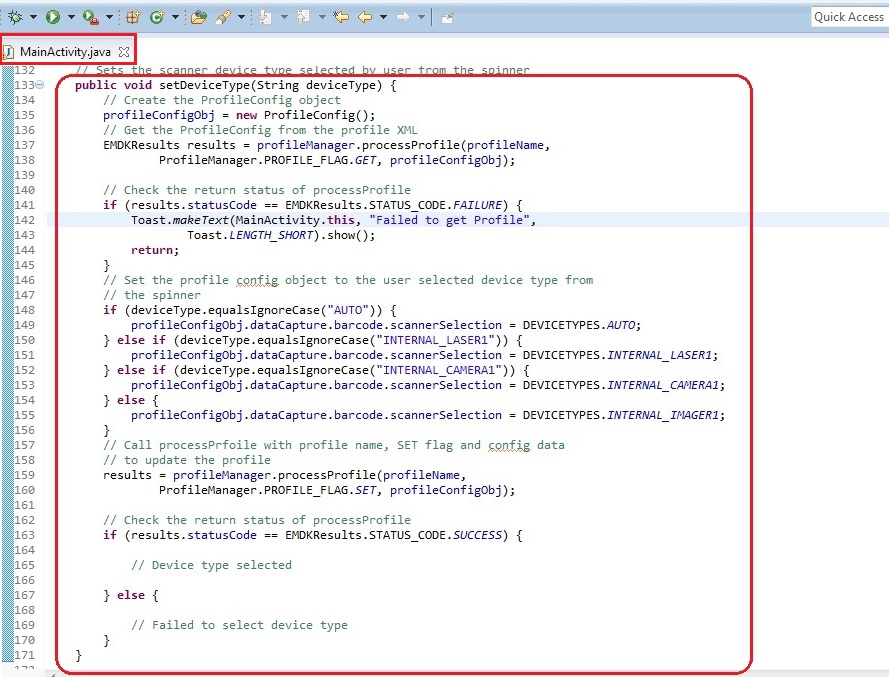 Quick Access
MainActivity.java
132 // Sets the scanner device type selected by user from the spinner
133 public void setDeviceType(String deviceType) {
134 // Create the ProfileConfig object
135 profileConfigObj = new ProfileConfig();
136 // Get the ProfileConfig from the profile XML
137 EMDKResults results = profileManager.processProfile(profileName,
138 ProfileManager.PROFILE_FLAG.GET, profileConfigObj);
139
140 // Check the return status of processProfile
141 if (results.statusCode == EMDKResults.STATUS_CODE.FAILURE) {
142 Toast.makeText(MainActivity.this, "Failed to get Profile",
143 Toast.LENGTH_SHORT).show();
144 return;
145 }
146 // Set the profile config object to the user selected device type from
147 // the spinner
148 if (deviceType.equalsIgnoreCase("AUTO")) {
149 profileConfigObj.dataCapture.barcode.scannerSelection = DEVICETYPES.AUTO;
150 } else if (deviceType.equalsIgnoreCase("INTERNAL_LASER1")) {
151 profileConfigObj.dataCapture.barcode.scannerSelection = DEVICETYPES.INTERNAL_LASER1;
152 } else if (deviceType.equalsIgnoreCase("INTERNAL_CAMERA1")) {
153 profileConfigObj.dataCapture.barcode.scannerSelection = DEVICETYPES.INTERNAL_CAMERA1;
154 } else {
155 profileConfigObj.dataCapture.barcode.scannerSelection = DEVICETYPES.INTERNAL_IMAGER1;
156 }
157 // Call processPrfoile with profile name, SET flag and config data
158 // to update the profile
159 results = profileManager.processProfile(profileName,
160 ProfileManager.PROFILE_FLAG.SET, profileConfigObj);
161
162 // Check the return status of processProfile
163 if (results.statusCode == EMDKResults.STATUS_CODE.SUCCESS) {
164
165 // Device type selected
166
167 } else {
168
169 // Failed to select device type
170 }
171 }